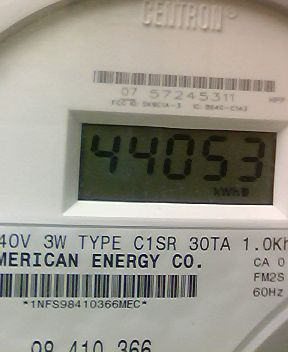 CENTRON
07 57245311
44053
kWh
40V 3W TYPE C1SR 30TA 1.0Kh
MERICAN ENERGY CO.
CA 0
FM2S
60Hz
*1NFS98410366MEC*
98 410 366